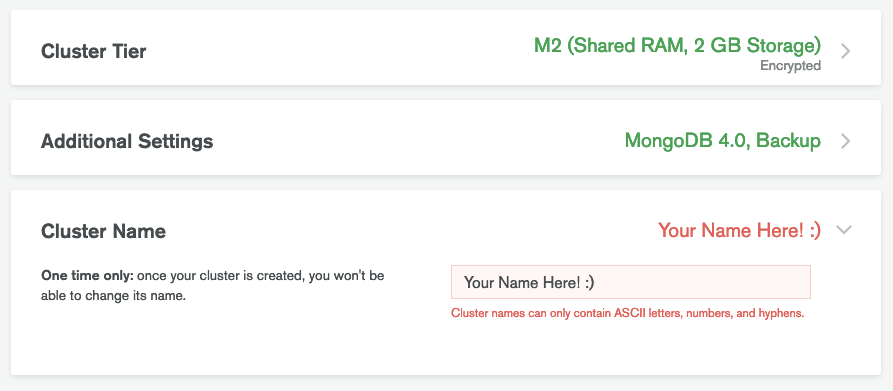 Cluster Tier
M2 (Shared RAM, 2 GB Storage)
Encrypted
Additional Settings
MongoDB 4.0, Backup
Cluster Name
Your Name Here! :)
One time only: once your cluster is created, you won't be
able to change its name.
Your Name Here! :)
Cluster names can only contain ASCII letters, numbers, and hyphens.